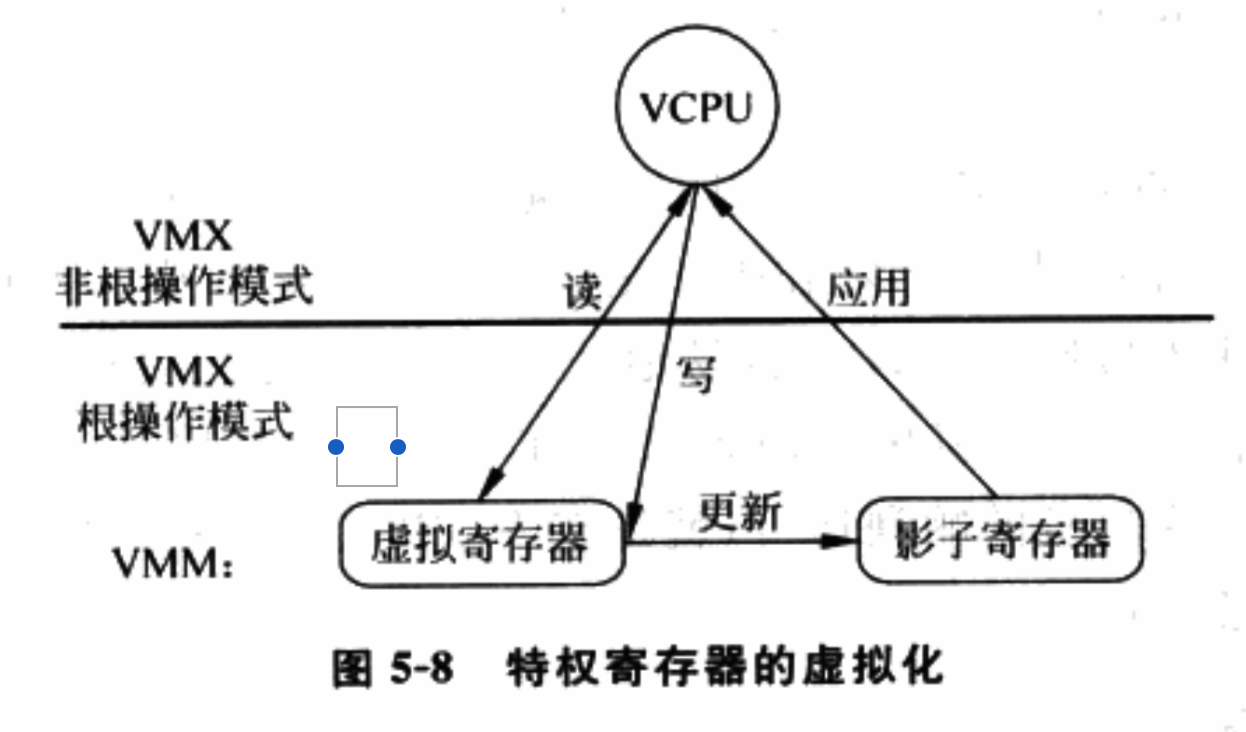 VCPU
VMX
非根操作模式
读
应用
VMX
根操作模式
写
更新
VMM:
虚拟寄存器
影子寄存器
图 5-8 特权寄存器的虚拟化